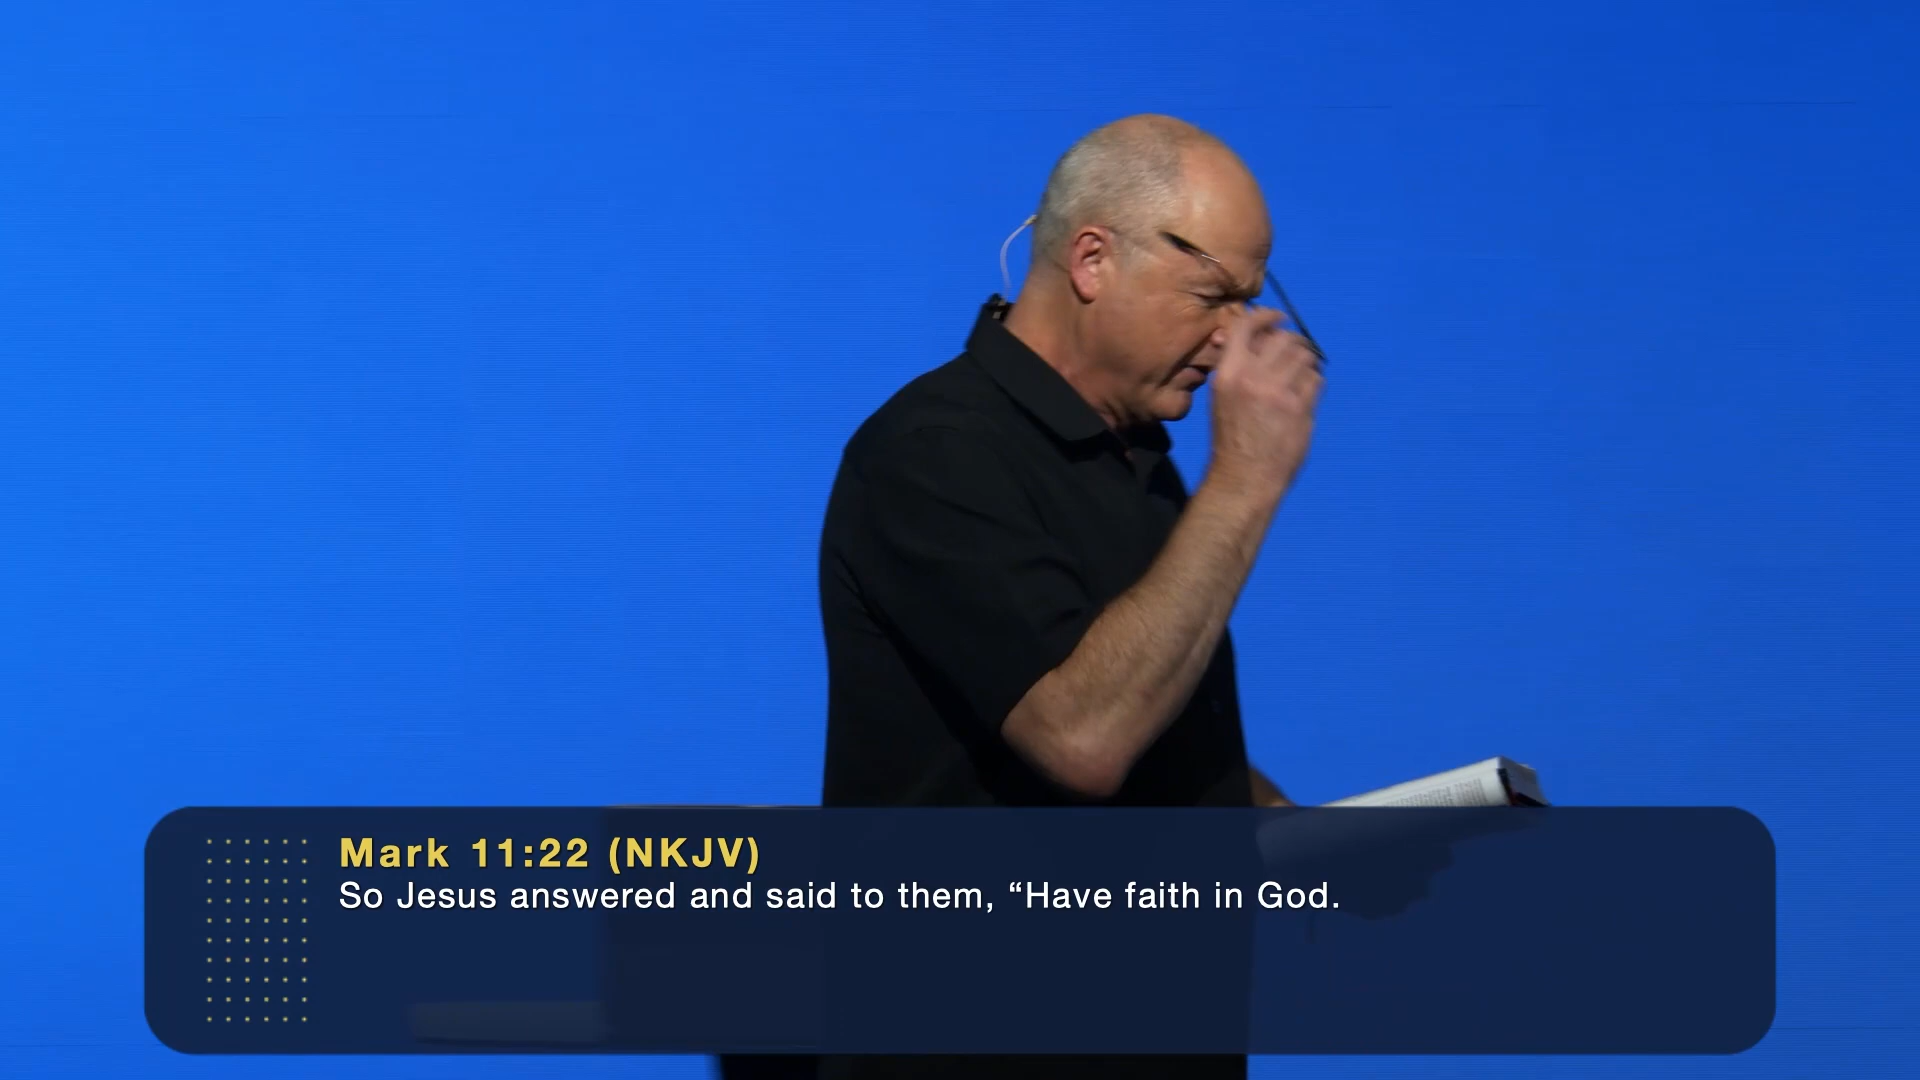 Mark 11:22 (NKJV)
So Jesus answered and said to them, “Have faith in God.